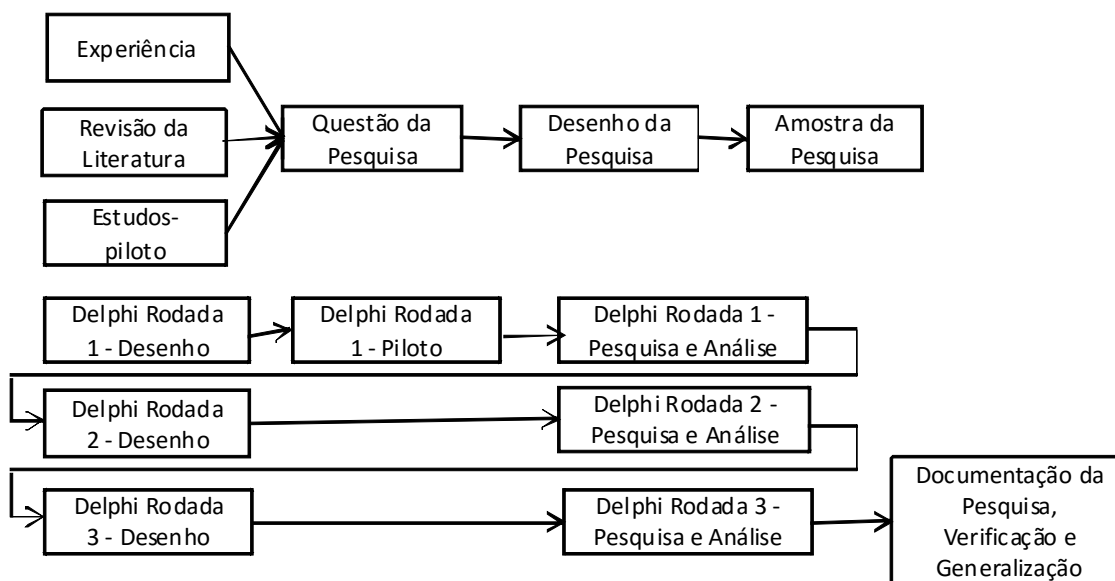 Experiência
Revisão da
Literatura
Estudos-
piloto
Questão da
Pesquisa
Desenho da
Pesquisa
Amostra da
Pesquisa
Delphi Rodada
1 - Desenho
Delphi Rodada
1 - Piloto
Delphi Rodada 1 -
Pesquisa e Análise
Delphi Rodada
2 - Desenho
Delphi Rodada 2 -
Pesquisa e Análise
Delphi Rodada
3 - Desenho
Delphi Rodada 3 -
Pesquisa e Análise
Documentação da
Pesquisa,
Verificação e
Generalização